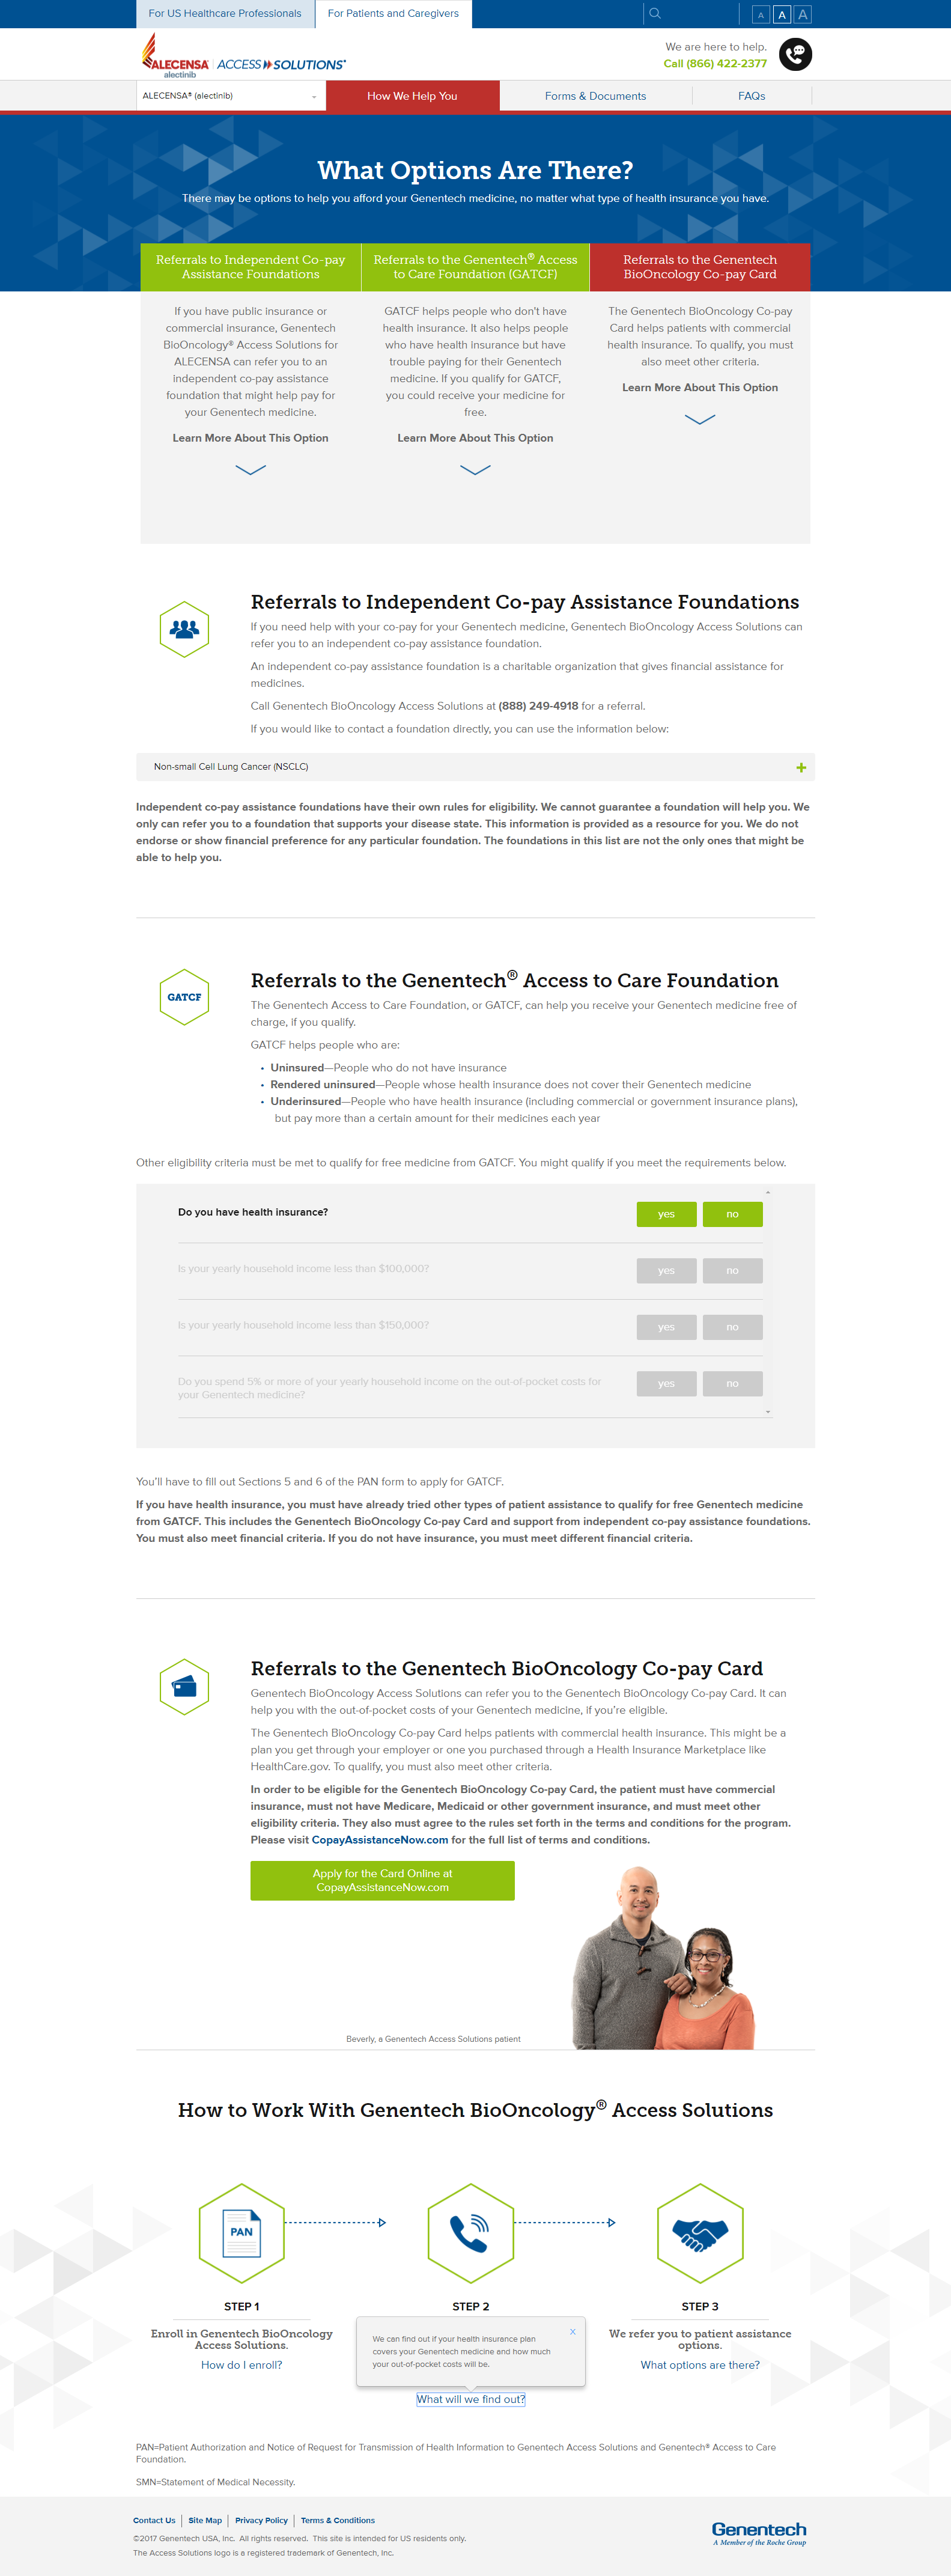 For US Healthcare Professionals
For Patients and Caregivers
A A A
ALECENSA®
alectinib
ACCESS SOLUTIONS®
We are here to help.
Call (866) 422-2377
ALECENSA® (alectinib)
How We Help You
Forms & Documents
FAQs
What Options Are There?
There may be options to help you afford your Genentech medicine, no matter what type of health insurance you have.
Referrals to Independent Co-pay
Assistance Foundations
If you have public insurance or
commercial insurance, Genentech
BioOncology® Access Solutions for
ALECENSA can refer you to an
independent co-pay assistance
foundation that might help pay for
your Genentech medicine.
Learn More About This Option
Referrals to the Genentech® Access
to Care Foundation (GATCF)
GATCF helps people who don't have
health insurance. It also helps people
who have health insurance but have
trouble paying for their Genentech
medicine. If you qualify for GATCF,
you could receive your medicine for
free.
Learn More About This Option
Referrals to the Genentech
BioOncology Co-pay Card
The Genentech BioOncology Co-pay
Card helps patients with commercial
health insurance. To qualify, you must
also meet other criteria.
Learn More About This Option
Referrals to Independent Co-pay Assistance Foundations
If you need help with your co-pay for your Genentech medicine, Genentech BioOncology Access Solutions can
refer you to an independent co-pay assistance foundation.
An independent co-pay assistance foundation is a charitable organization that gives financial assistance for
medicines.
Call Genentech BioOncology Access Solutions at (888) 249-4918 for a referral.
If you would like to contact a foundation directly, you can use the information below:
Non-small Cell Lung Cancer (NSCLC)
Independent co-pay assistance foundations have their own rules for eligibility. We cannot guarantee a foundation will help you. We
only can refer you to a foundation that supports your disease state. This information is provided as a resource for you. We do not
endorse or show financial preference for any particular foundation. The foundations in this list are not the only ones that might be
able to help you.
GATCF
Referrals to the Genentech® Access to Care Foundation
The Genentech Access to Care Foundation, or GATCF, can help you receive your Genentech medicine free of
charge, if you qualify.
GATCF helps people who are:
• Uninsured—People who do not have insurance
• Rendered uninsured—People whose health insurance does not cover their Genentech medicine
• Underinsured—People who have health insurance (including commercial or government insurance plans),
but pay more than a certain amount for their medicines each year
Other eligibility criteria must be met to qualify for free medicine from GATCF. You might qualify if you meet the requirements below.
Do you have health insurance? yes no
Is your yearly household income less than $100,000? yes no
Is your yearly household income less than $150,000? yes no
Do you spend 5% or more of your yearly household income on the out-of-pocket costs for
your Genentech medicine?
yes no
You'll have to fill out Sections 5 and 6 of the PAN form to apply for GATCF.
If you have health insurance, you must have already tried other types of patient assistance to qualify for free Genentech medicine
from GATCF. This includes the Genentech BioOncology Co-pay Card and support from independent co-pay assistance foundations.
You must also meet financial criteria. If you do not have insurance, you must meet different financial criteria.
Referrals to the Genentech BioOncology Co-pay Card
Genentech BioOncology Access Solutions can refer you to the Genentech BioOncology Co-pay Card. It can
help you with the out-of-pocket costs of your Genentech medicine, if you're eligible.
The Genentech BioOncology Co-pay Card helps patients with commercial health insurance. This might be a
plan you get through your employer or one you purchased through a Health Insurance Marketplace like
HealthCare.gov. To qualify, you must also meet other criteria.
In order to be eligible for the Genentech BioOncology Co-pay Card, the patient must have commercial
insurance, must not have Medicare, Medicaid or other government insurance, and must meet other
eligibility criteria. They also must agree to the rules set forth in the terms and conditions for the program.
Please visit CopayAssistanceNow.com for the full list of terms and conditions.
Apply for the Card Online at
CopayAssistanceNow.com
Beverly, a Genentech Access Solutions patient
How to Work With Genentech BioOncology® Access Solutions
PAN
STEP 1
Enroll in Genentech BioOncology
Access Solutions.
How do I enroll?
STEP 2
X
We can find out if your health insurance plan
covers your Genentech medicine and how much
your out-of-pocket costs will be.
What will we find out?
STEP 3
We refer you to patient assistance
options.
What options are there?
PAN=Patient Authorization and Notice of Request for Transmission of Health Information to Genentech Access Solutions and Genentech® Access to Care
Foundation.
SMN=Statement of Medical Necessity.
Contact Us | Site Map | Privacy Policy | Terms & Conditions
©2017 Genentech USA, Inc. All rights reserved. This site is intended for US residents only.
The Access Solutions logo is a registered trademark of Genentech, Inc.
Genentech
A Member of the Roche Group